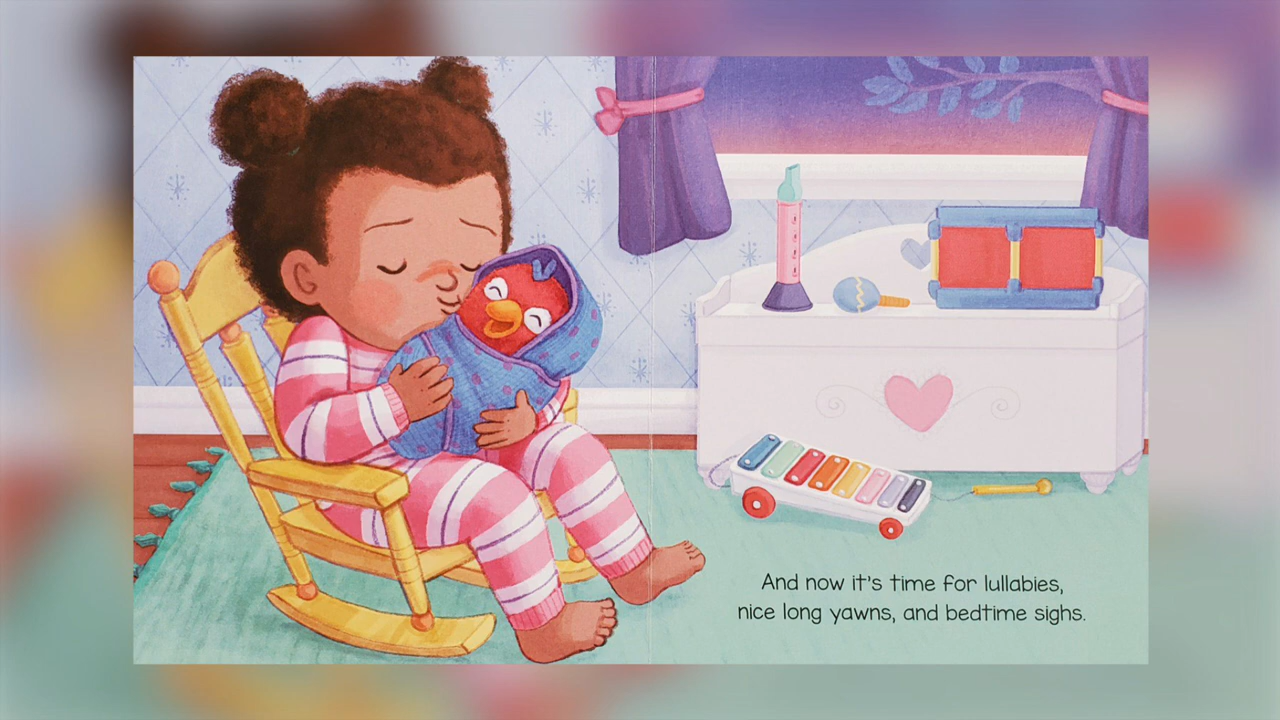 And now it's time for lullabies,
nice long yawns, and bedtime sighs.